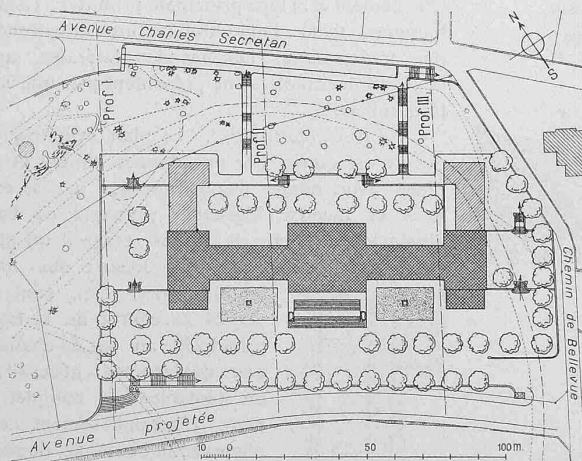 Avenue Charles Secretan
N
S
Prof. I
Prof. II
Prof. III
Chemin de Bellevue
Avenue projetée
10 0 50 100 m.